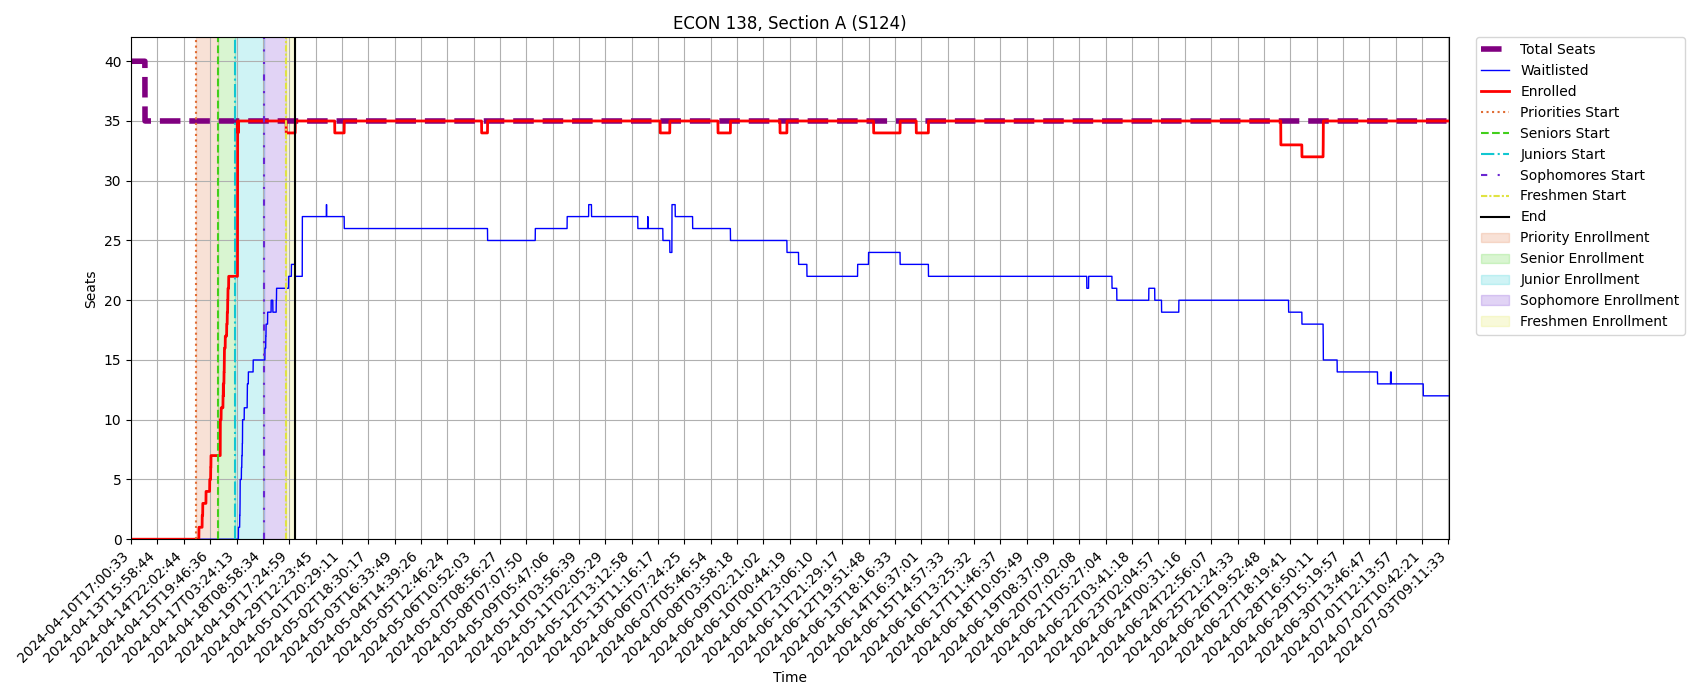 ECON 138, Section A (S124)
Seats
40
35
30
25
20
15
10
5
0
2024-04-10T17:00:33
2024-04-13T15:58:44
2024-04-14T22:02:44
2024-04-15T19:46:36
2024-04-17T03:24:13
2024-04-18T08:58:34
2024-04-19T17:24:59
2024-04-29T12:23:45
2024-05-01T20:29:11
2024-05-02T18:30:17
2024-05-03T16:33:49
2024-05-04T14:39:26
2024-05-05T12:46:24
2024-05-06T10:52:03
2024-05-07T08:56:27
2024-05-08T07:07:50
2024-05-09T05:47:06
2024-05-10T03:56:39
2024-05-11T02:05:29
2024-05-12T13:12:58
2024-05-13T11:16:17
2024-06-06T07:24:25
2024-06-07T05:46:54
2024-06-08T03:58:18
2024-06-09T02:21:02
2024-06-10T00:44:19
2024-06-10T23:06:10
2024-06-11T21:29:17
2024-06-12T19:51:48
2024-06-13T18:16:33
2024-06-14T16:37:01
2024-06-15T14:57:33
2024-06-16T13:25:32
2024-06-17T11:46:37
2024-06-18T10:05:49
2024-06-19T08:37:09
2024-06-20T07:02:08
2024-06-21T05:27:04
2024-06-22T03:41:18
2024-06-23T02:04:57
2024-06-24T00:31:16
2024-06-24T22:56:07
2024-06-25T21:24:33
2024-06-26T19:52:48
2024-06-27T18:19:41
2024-06-28T16:50:11
2024-06-29T15:19:57
2024-06-30T13:46:47
2024-07-01T12:13:57
2024-07-02T10:42:21
2024-07-03T09:11:33
Time
Total Seats
Waitlisted
Enrolled
Priorities Start
Seniors Start
Juniors Start
Sophomores Start
Freshmen Start
End
Priority Enrollment
Senior Enrollment
Junior Enrollment
Sophomore Enrollment
Freshmen Enrollment